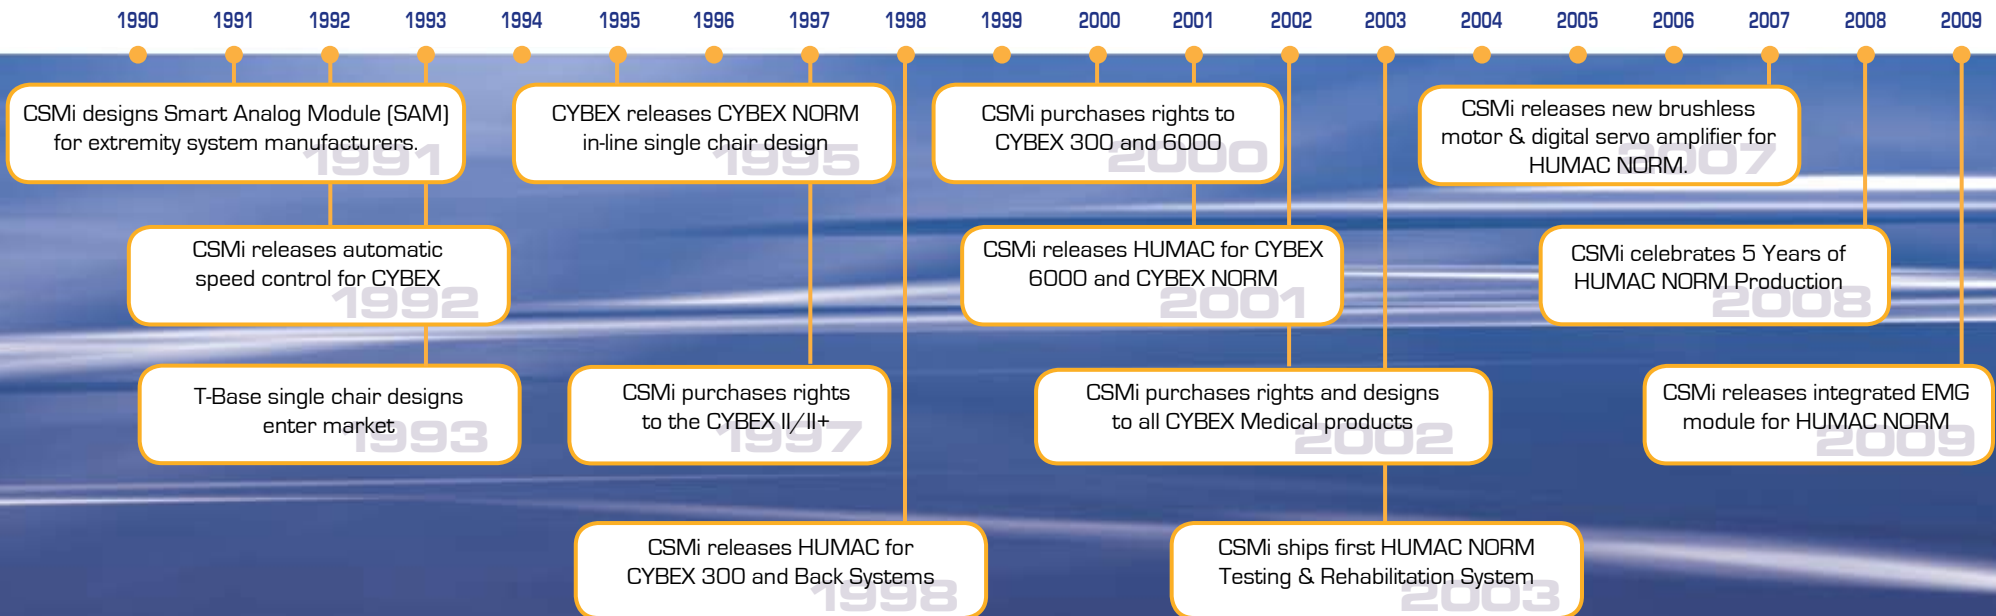 1990 1991 1992 1993 1994 1995 1996 1997 1998 1999 2000 2001 2002 2003 2004 2005 2006 2007 2008 2009
CSMi designs Smart Analog Module (SAM)
for extremity system manufacturers.
1991
CYBEX releases CYBEX NORM
in-line single chair design
1995
CSMi purchases rights to
CYBEX 300 and 6000
2000
CSMi releases new brushless
motor & digital servo amplifier for
HUMAC NORM.
2007
CSMi releases automatic
speed control for CYBEX
1992
CSMi releases HUMAC for CYBEX
6000 and CYBEX NORM
2001
CSMi celebrates 5 Years of
HUMAC NORM Production
2008
T-Base single chair designs
enter market
1993
CSMi purchases rights
to the CYBEX II/II+
1997
CSMi purchases rights and designs
to all CYBEX Medical products
2002
CSMi releases integrated EMG
module for HUMAC NORM
2009
CSMi releases HUMAC for
CYBEX 300 and Back Systems
1998
CSMi ships first HUMAC NORM
Testing & Rehabilitation System
2003